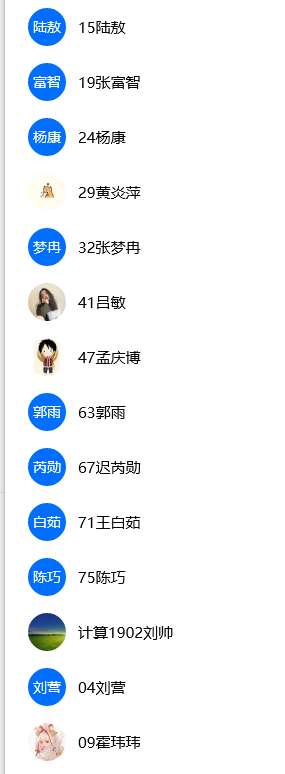 陆敖 15陆敖
富智 19张富智
杨康 24杨康
29黄炎萍
梦冉 32张梦冉
41吕敏
47孟庆博
郭雨 63郭雨
芮勋 67迟芮勋
白茹 71王白茹
陈巧 75陈巧
计算1902刘帅
刘营 04刘营
09霍玮玮